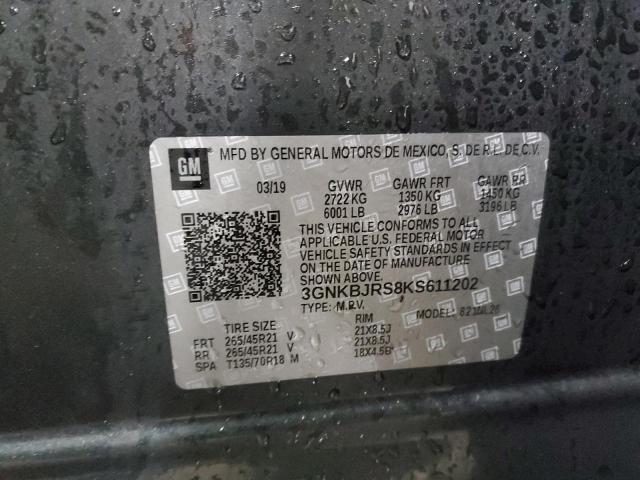 GM MFD BY GENERAL MOTORS DE MEXICO, S. DE R.L. DE C.V.
03/19 GVWR GAWR FRT GAWR RR
2722 KG 1350 KG 1450 KG
6001 LB 2976 LB 3196 LB
THIS VEHICLE CONFORMS TO ALL
APPLICABLE U.S. FEDERAL MOTOR
VEHICLE SAFETY STANDARDS IN EFFECT
ON THE DATE OF MANUFACTURE SHOWN ABOVE.
3GNKBJRS8KS611202
TYPE: M.P.V. MODEL: 821NL26
TIRE SIZE RIM
FRT 265/45R21 V 21X8.5J
RR 265/45R21 V 21X8.5J
SPA T135/70R18 M 18X4.5B